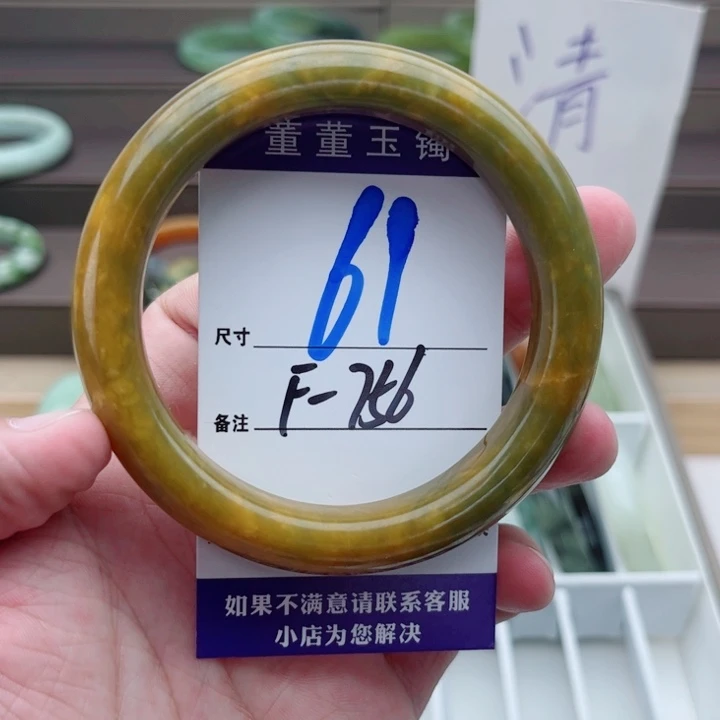 清
董董玉镯
61
尺寸
F-756
备注
如果不满意请联系客服
小店为您解决